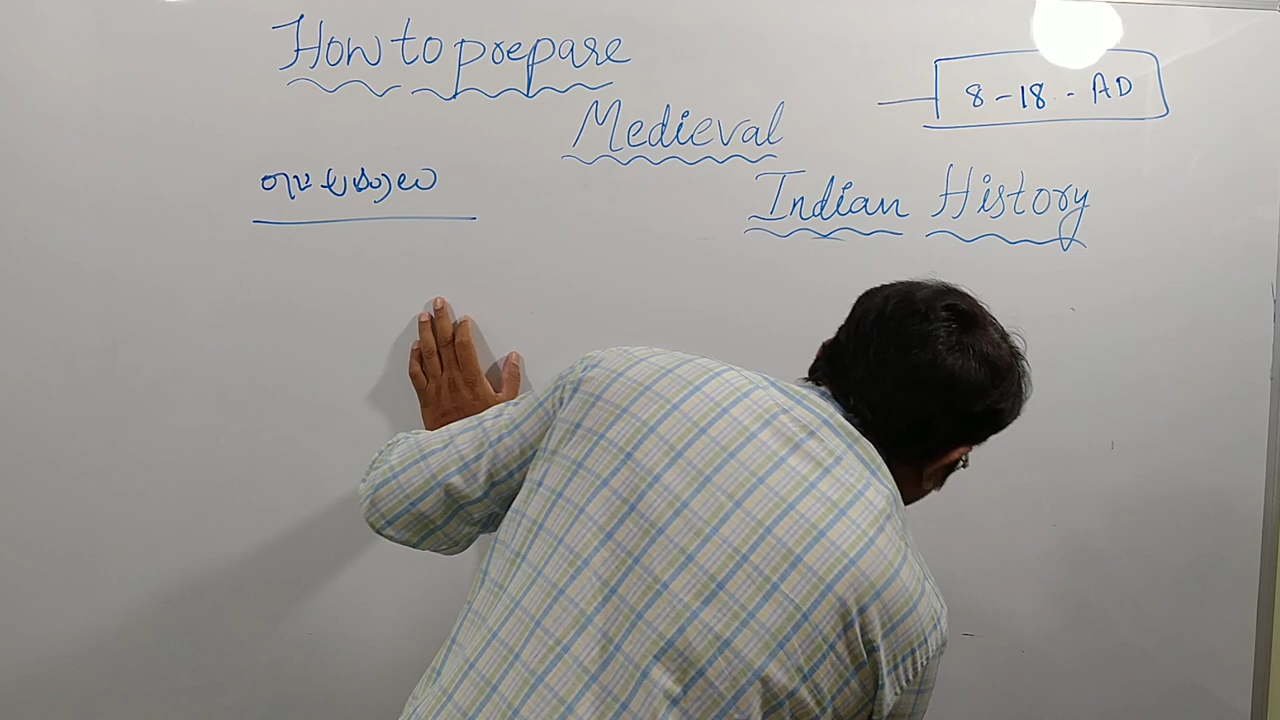 How to prepare
8 - 18 - AD
Medieval
Indian History